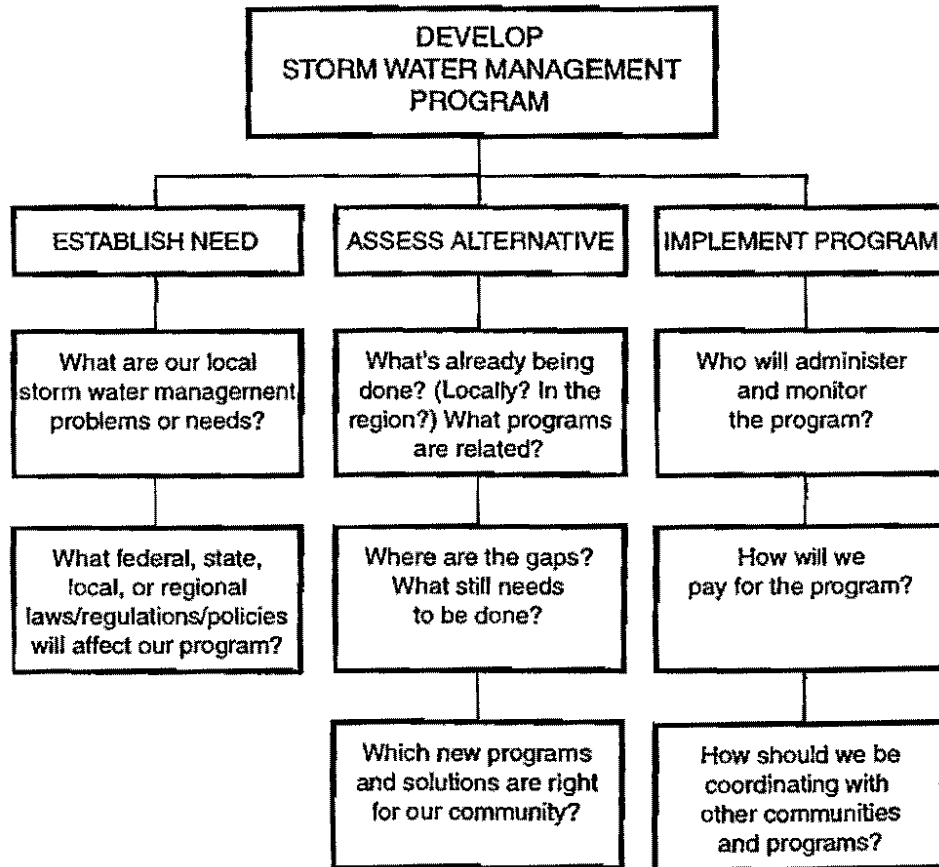 DEVELOP
STORM WATER MANAGEMENT
PROGRAM
ESTABLISH NEED
ASSESS ALTERNATIVE
IMPLEMENT PROGRAM
What are our local
storm water management
problems or needs?
What's already being
done? (Locally? In the
region?) What programs
are related?
Who will administer
and monitor
the program?
What federal, state,
local, or regional
laws/regulations/policies
will affect our program?
Where are the gaps?
What still needs
to be done?
How will we
pay for the program?
Which new programs
and solutions are right
for our community?
How should we be
coordinating with
other communities
and programs?